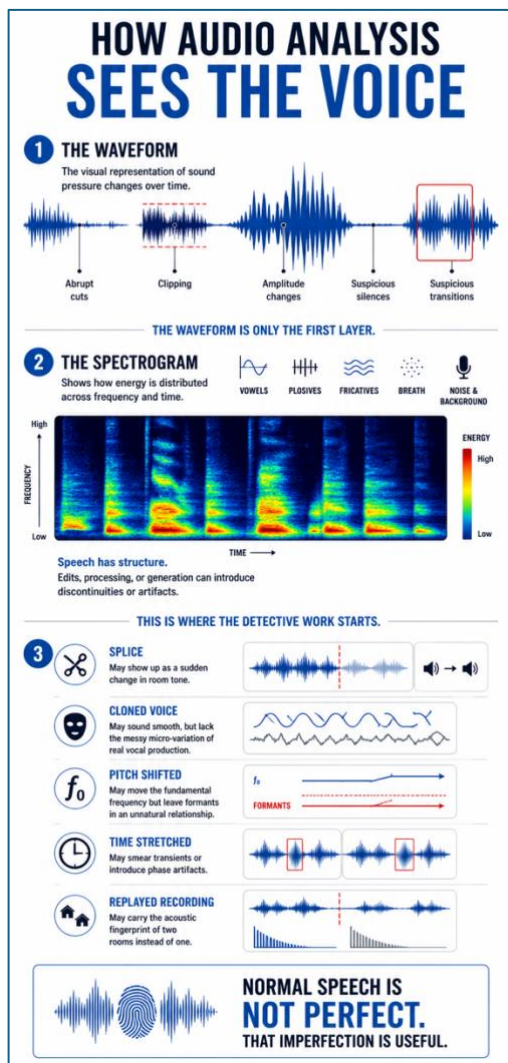 HOW AUDIO ANALYSIS
SEES THE VOICE
1 THE WAVEFORM
The visual representation of sound
pressure changes over time.
Abrupt
cuts
Clipping
Amplitude
changes
Suspicious
silences
Suspicious
transitions
THE WAVEFORM IS ONLY THE FIRST LAYER.
2 THE SPECTROGRAM
Shows how energy is distributed
across frequency and time.
VOWELS
PLOSIVES
FRICATIVES
BREATH
NOISE &
BACKGROUND
High
FREQUENCY
Low
TIME
ENERGY
High
Low
Speech has structure.
Edits, processing, or generation can introduce
discontinuities or artifacts.
THIS IS WHERE THE DETECTIVE WORK STARTS.
3
SPLICE
May show up as a sudden
change in room tone.
CLONED VOICE
May sound smooth, but lack
the messy micro-variation of
real vocal production.
f₀
PITCH SHIFTED
May move the fundamental
frequency but leave formants
in an unnatural relationship.
f₀
FORMANTS
TIME STRETCHED
May smear transients or
introduce phase artifacts.
REPLAYED RECORDING
May carry the acoustic
fingerprint of two
rooms instead of one.
NORMAL SPEECH IS
NOT PERFECT.
THAT IMPERFECTION IS USEFUL.